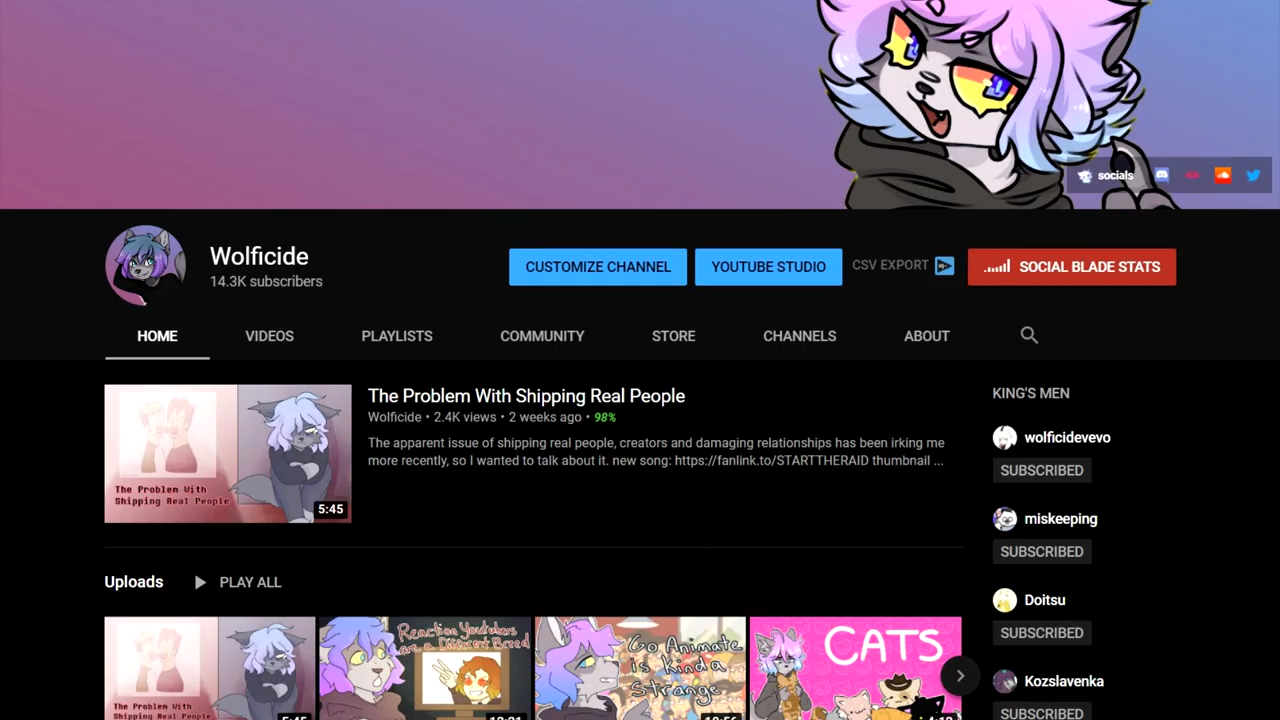 socials
Wolficide
14.3K subscribers
CUSTOMIZE CHANNEL
YOUTUBE STUDIO
CSV EXPORT
SOCIAL BLADE STATS
HOME
VIDEOS
PLAYLISTS
COMMUNITY
STORE
CHANNELS
ABOUT
The Problem With
Shipping Real People
5:45
The Problem With Shipping Real People
Wolficide • 2.4K views • 2 weeks ago • 98%
The apparent issue of shipping real people, creators and damaging relationships has been irking me
more recently, so I wanted to talk about it. new song: https://fanlink.to/STARTTHERAID thumbnail ...
KING'S MEN
wolficidevevo
SUBSCRIBED
miskeeping
SUBSCRIBED
Doitsu
SUBSCRIBED
Kozslavenka
SUBSCRIBED
Uploads
PLAY ALL
The Problem With
Shipping Real People
5:45
Reaction Youtubers
are a Different Breed
Go Animate
is Kinda
Strange
CATS